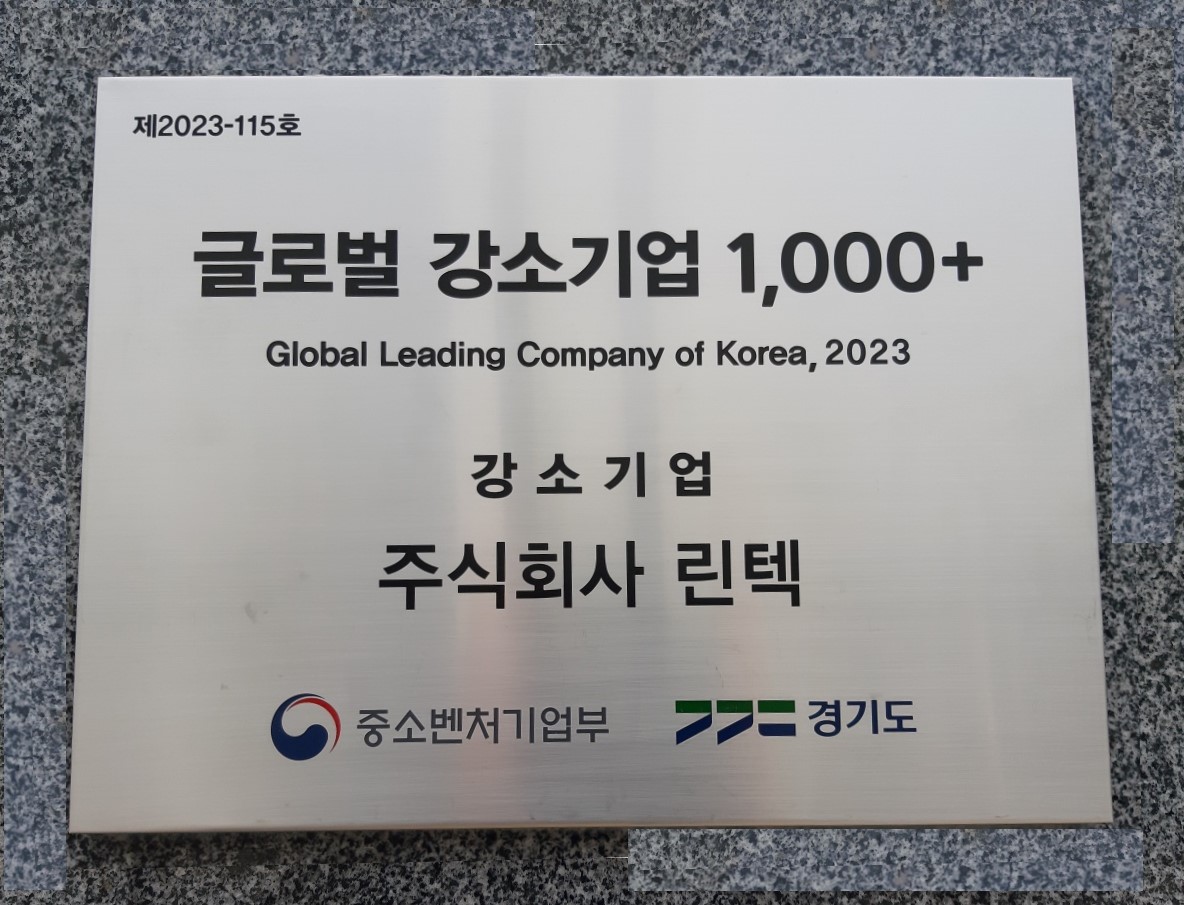 제2023-115호
글로벌 강소기업 1,000+
Global Leading Company of Korea, 2023
강소기업
주식회사 린텍
중소벤처기업부 경기도